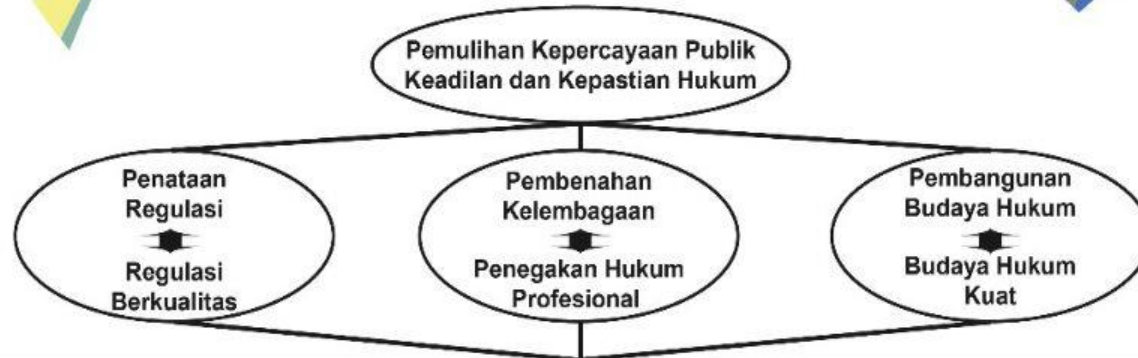 Pemulihan Kepercayaan Publik
Keadilan dan Kepastian Hukum
Penataan
Regulasi
Regulasi
Berkualitas
Pembenahan
Kelembagaan
Penegakan Hukum
Profesional
Pembangunan
Budaya Hukum
Budaya Hukum
Kuat